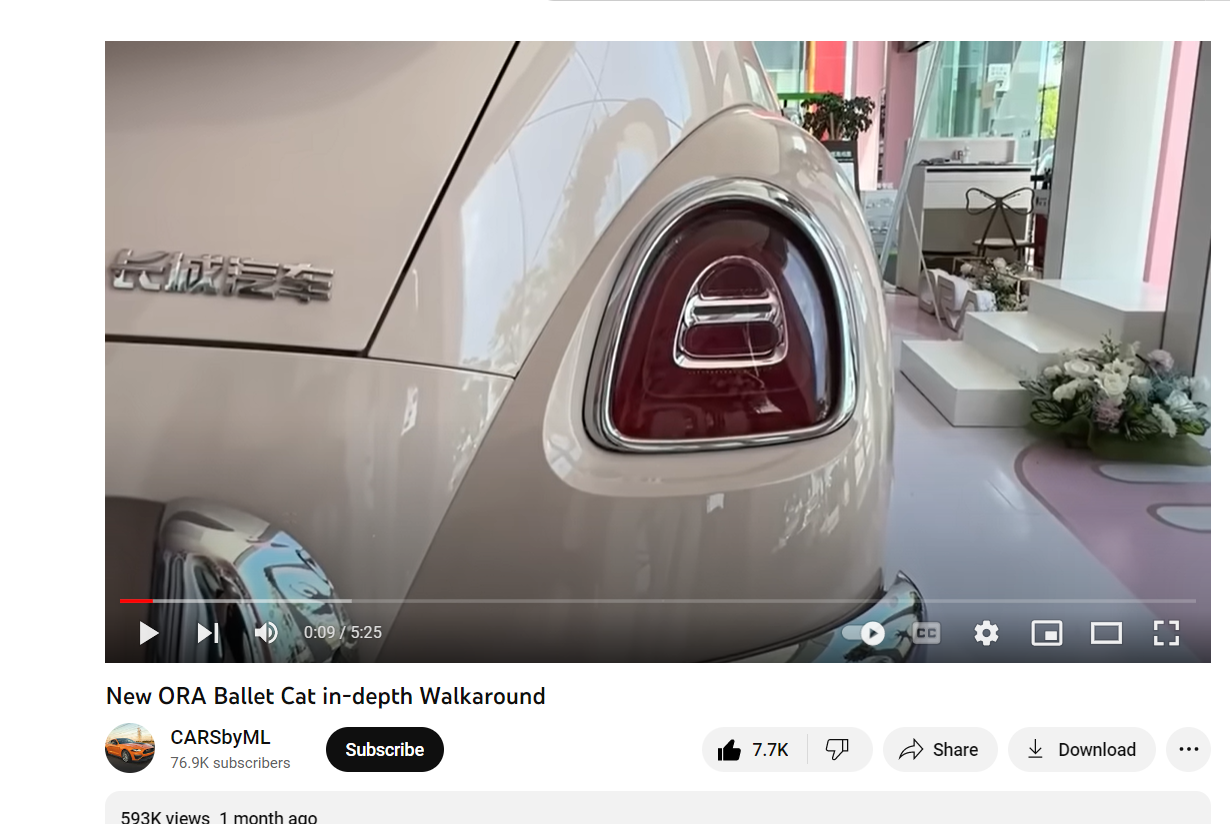 长城汽车
0:09 / 5:25
CC
New ORA Ballet Cat in-depth Walkaround
CARSbyML
76.9K subscribers
Subscribe
7.7K
Share
Download
593K views 1 month ago